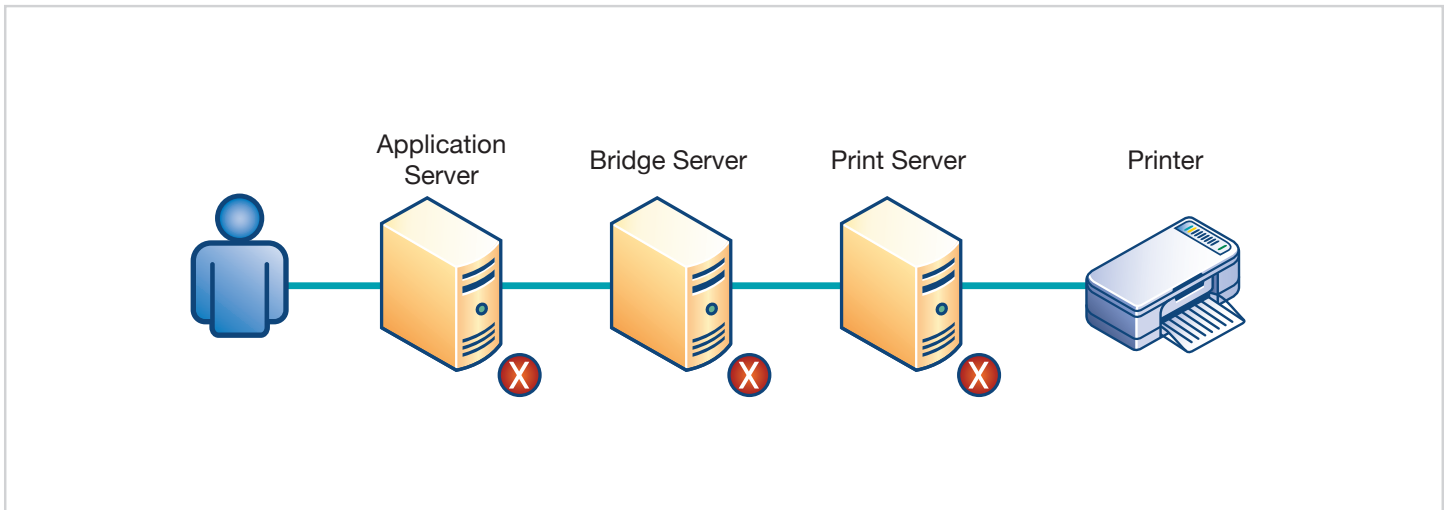 Application
Server
Bridge Server
Print Server
Printer
X
X
X